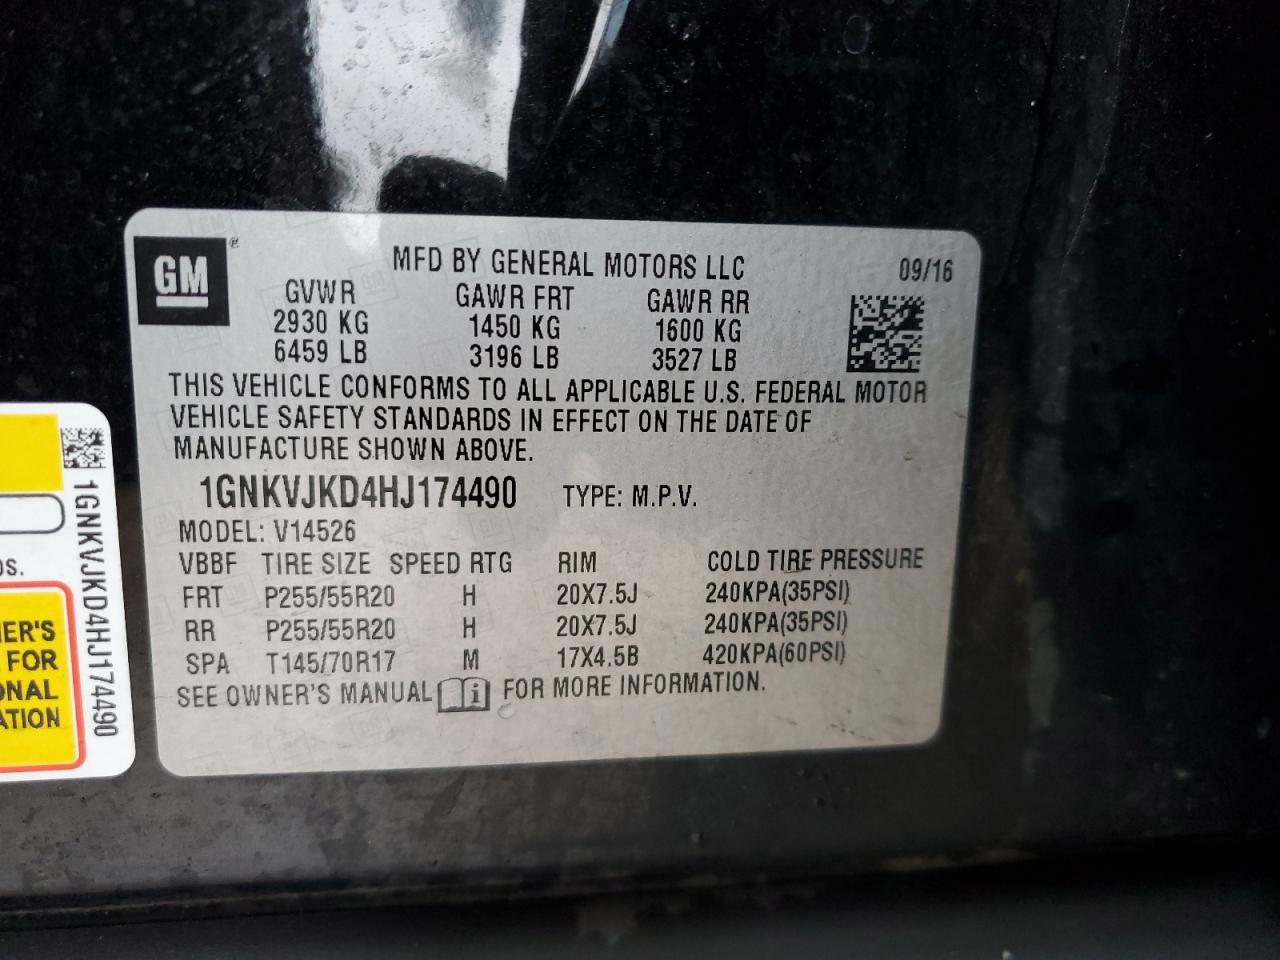 GM
®
MFD BY GENERAL MOTORS LLC
09/16
GVWR GAWR FRT GAWR RR
2930 KG 1450 KG 1600 KG
6459 LB 3196 LB 3527 LB
THIS VEHICLE CONFORMS TO ALL APPLICABLE U.S. FEDERAL MOTOR
VEHICLE SAFETY STANDARDS IN EFFECT ON THE DATE OF
MANUFACTURE SHOWN ABOVE.
1GNKVJKD4HJ174490 TYPE: M.P.V.
MODEL: V14526
VBBF TIRE SIZE SPEED RTG RIM COLD TIRE PRESSURE
FRT P255/55R20 H 20X7.5J 240KPA(35PSI)
RR P255/55R20 H 20X7.5J 240KPA(35PSI)
SPA T145/70R17 M 17X4.5B 420KPA(60PSI)
SEE OWNER'S MANUAL i FOR MORE INFORMATION.
1GNKVJKD4HJ174490
FOR